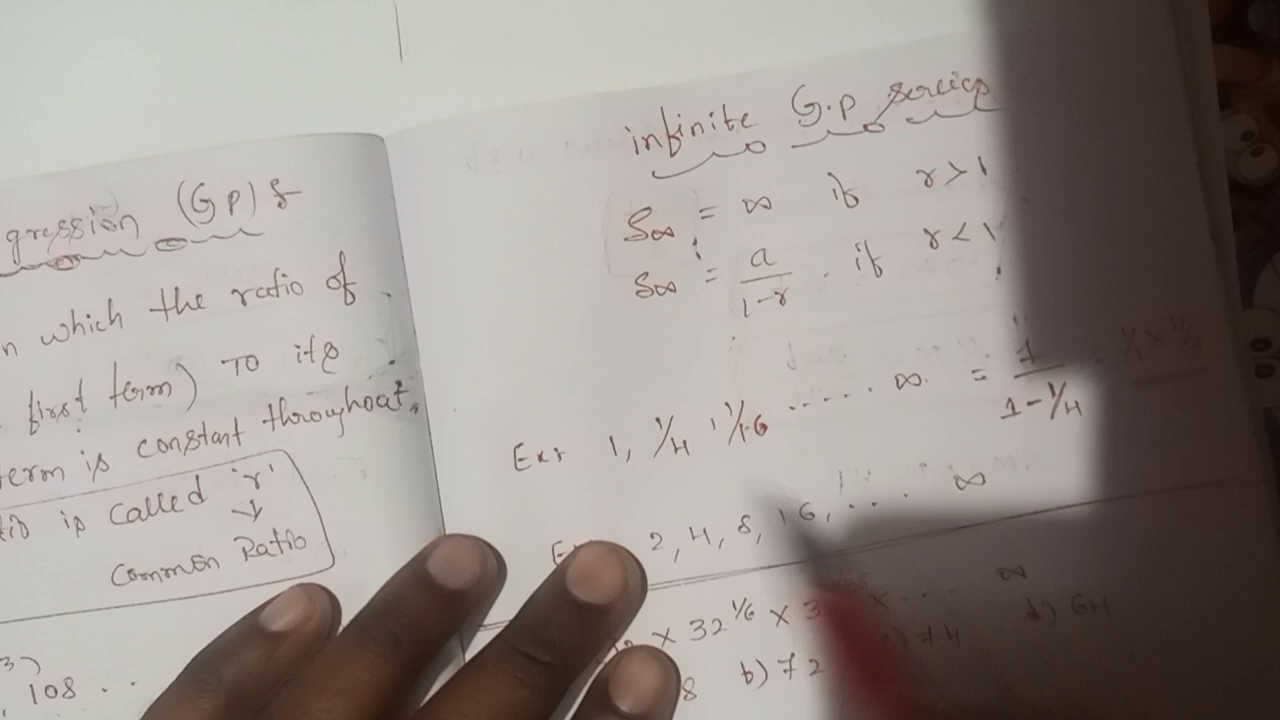 gression (GP)
n which the ratio of
first term) To its
term is constant throughout,
is called 'r'
↓
Common Ratio
3)
, 108 . .
infinite G.P series
S∞ = ∞ if r > 1
S∞ = a/1-r . if r < 1
Ex: 1, 1/4, 1/16 ..... ∞. = 1/1-1/4
2, 4, 8, 16, ... ∞
x 32^1/6 x 3 x ... ∞
8 b) 72 d) 64